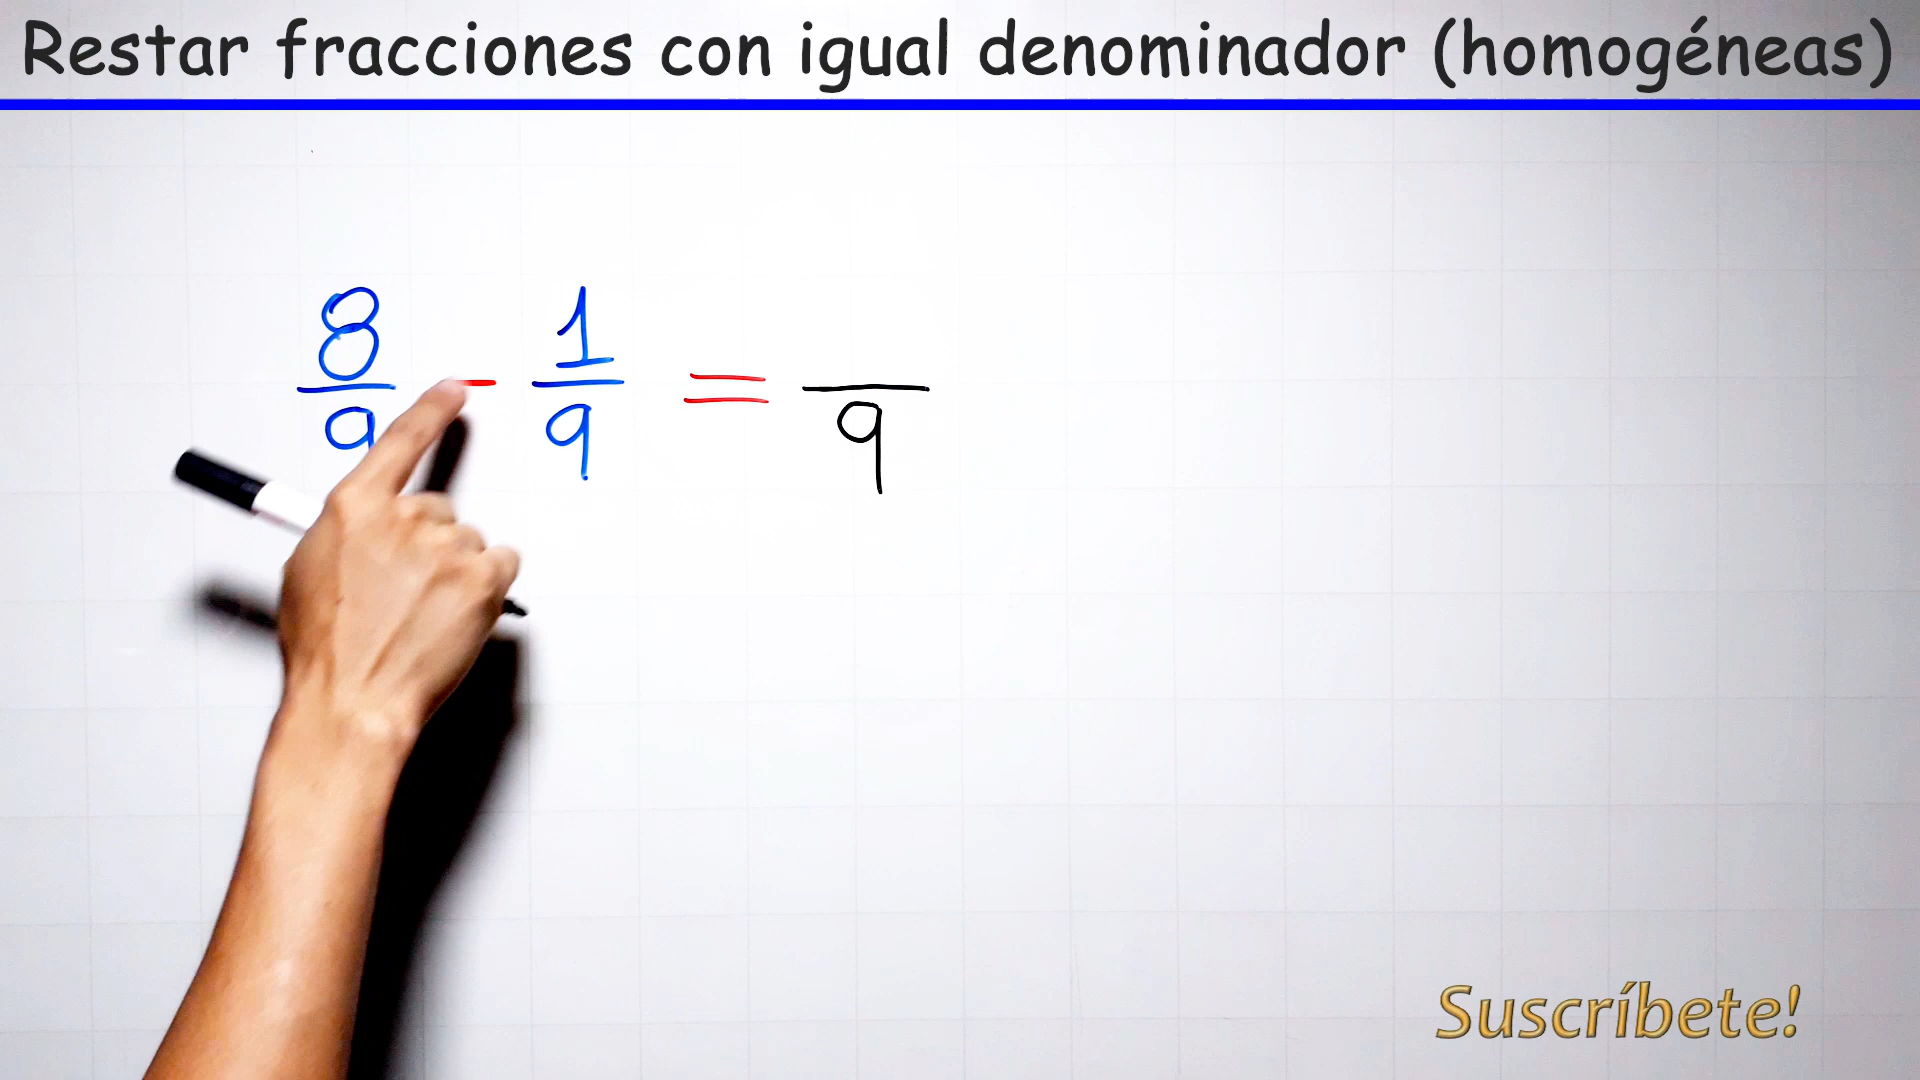 Restar fracciones con igual denominador (homogéneas)
8/9 - 1/9 = /9
Suscríbete!